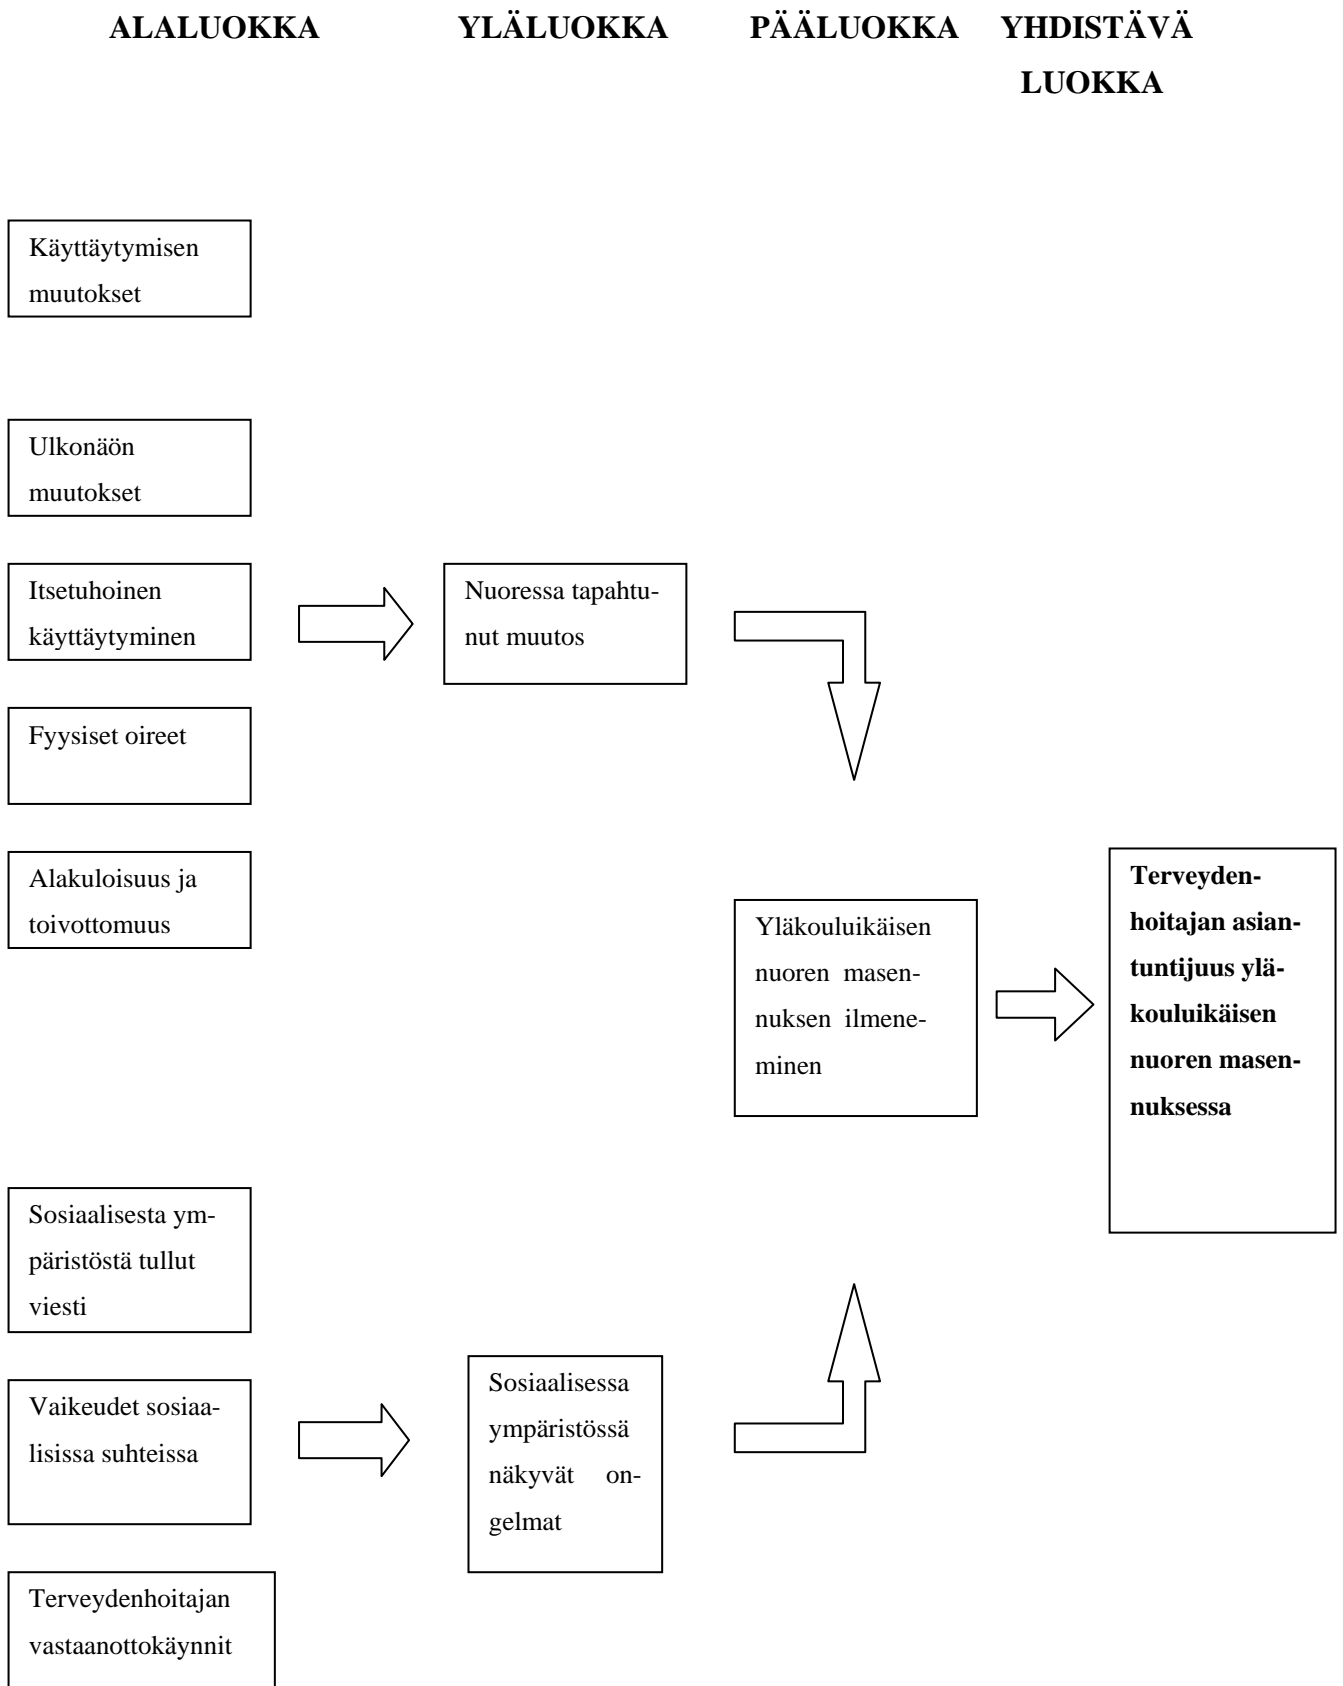 ALALUOKKA YLÄLUOKKA PÄÄLUOKKA YHDISTÄVÄ
LUOKKA
Käyttäytymisen
muutokset
Ulkonäön
muutokset
Itsetuhoinen
käyttäytyminen
Nuoressa tapahtu-
nut muutos
Fyysiset oireet
Alakuloisuus ja
toivottomuus
Yläkouluikäisen
nuoren masen-
nuksen ilmene-
minen
Terveyden-
hoitajan asian-
tuntijuus ylä-
kouluikäisen
nuoren masen-
nuksessa
Sosiaalisesta ym-
päristöstä tullut
viesti
Vaikeudet sosiaa-
lisissa suhteissa
Sosiaalisessa
ympäristössä
näkyvät on-
gelmat
Terveydenhoitajan
vastaanottokäynnit